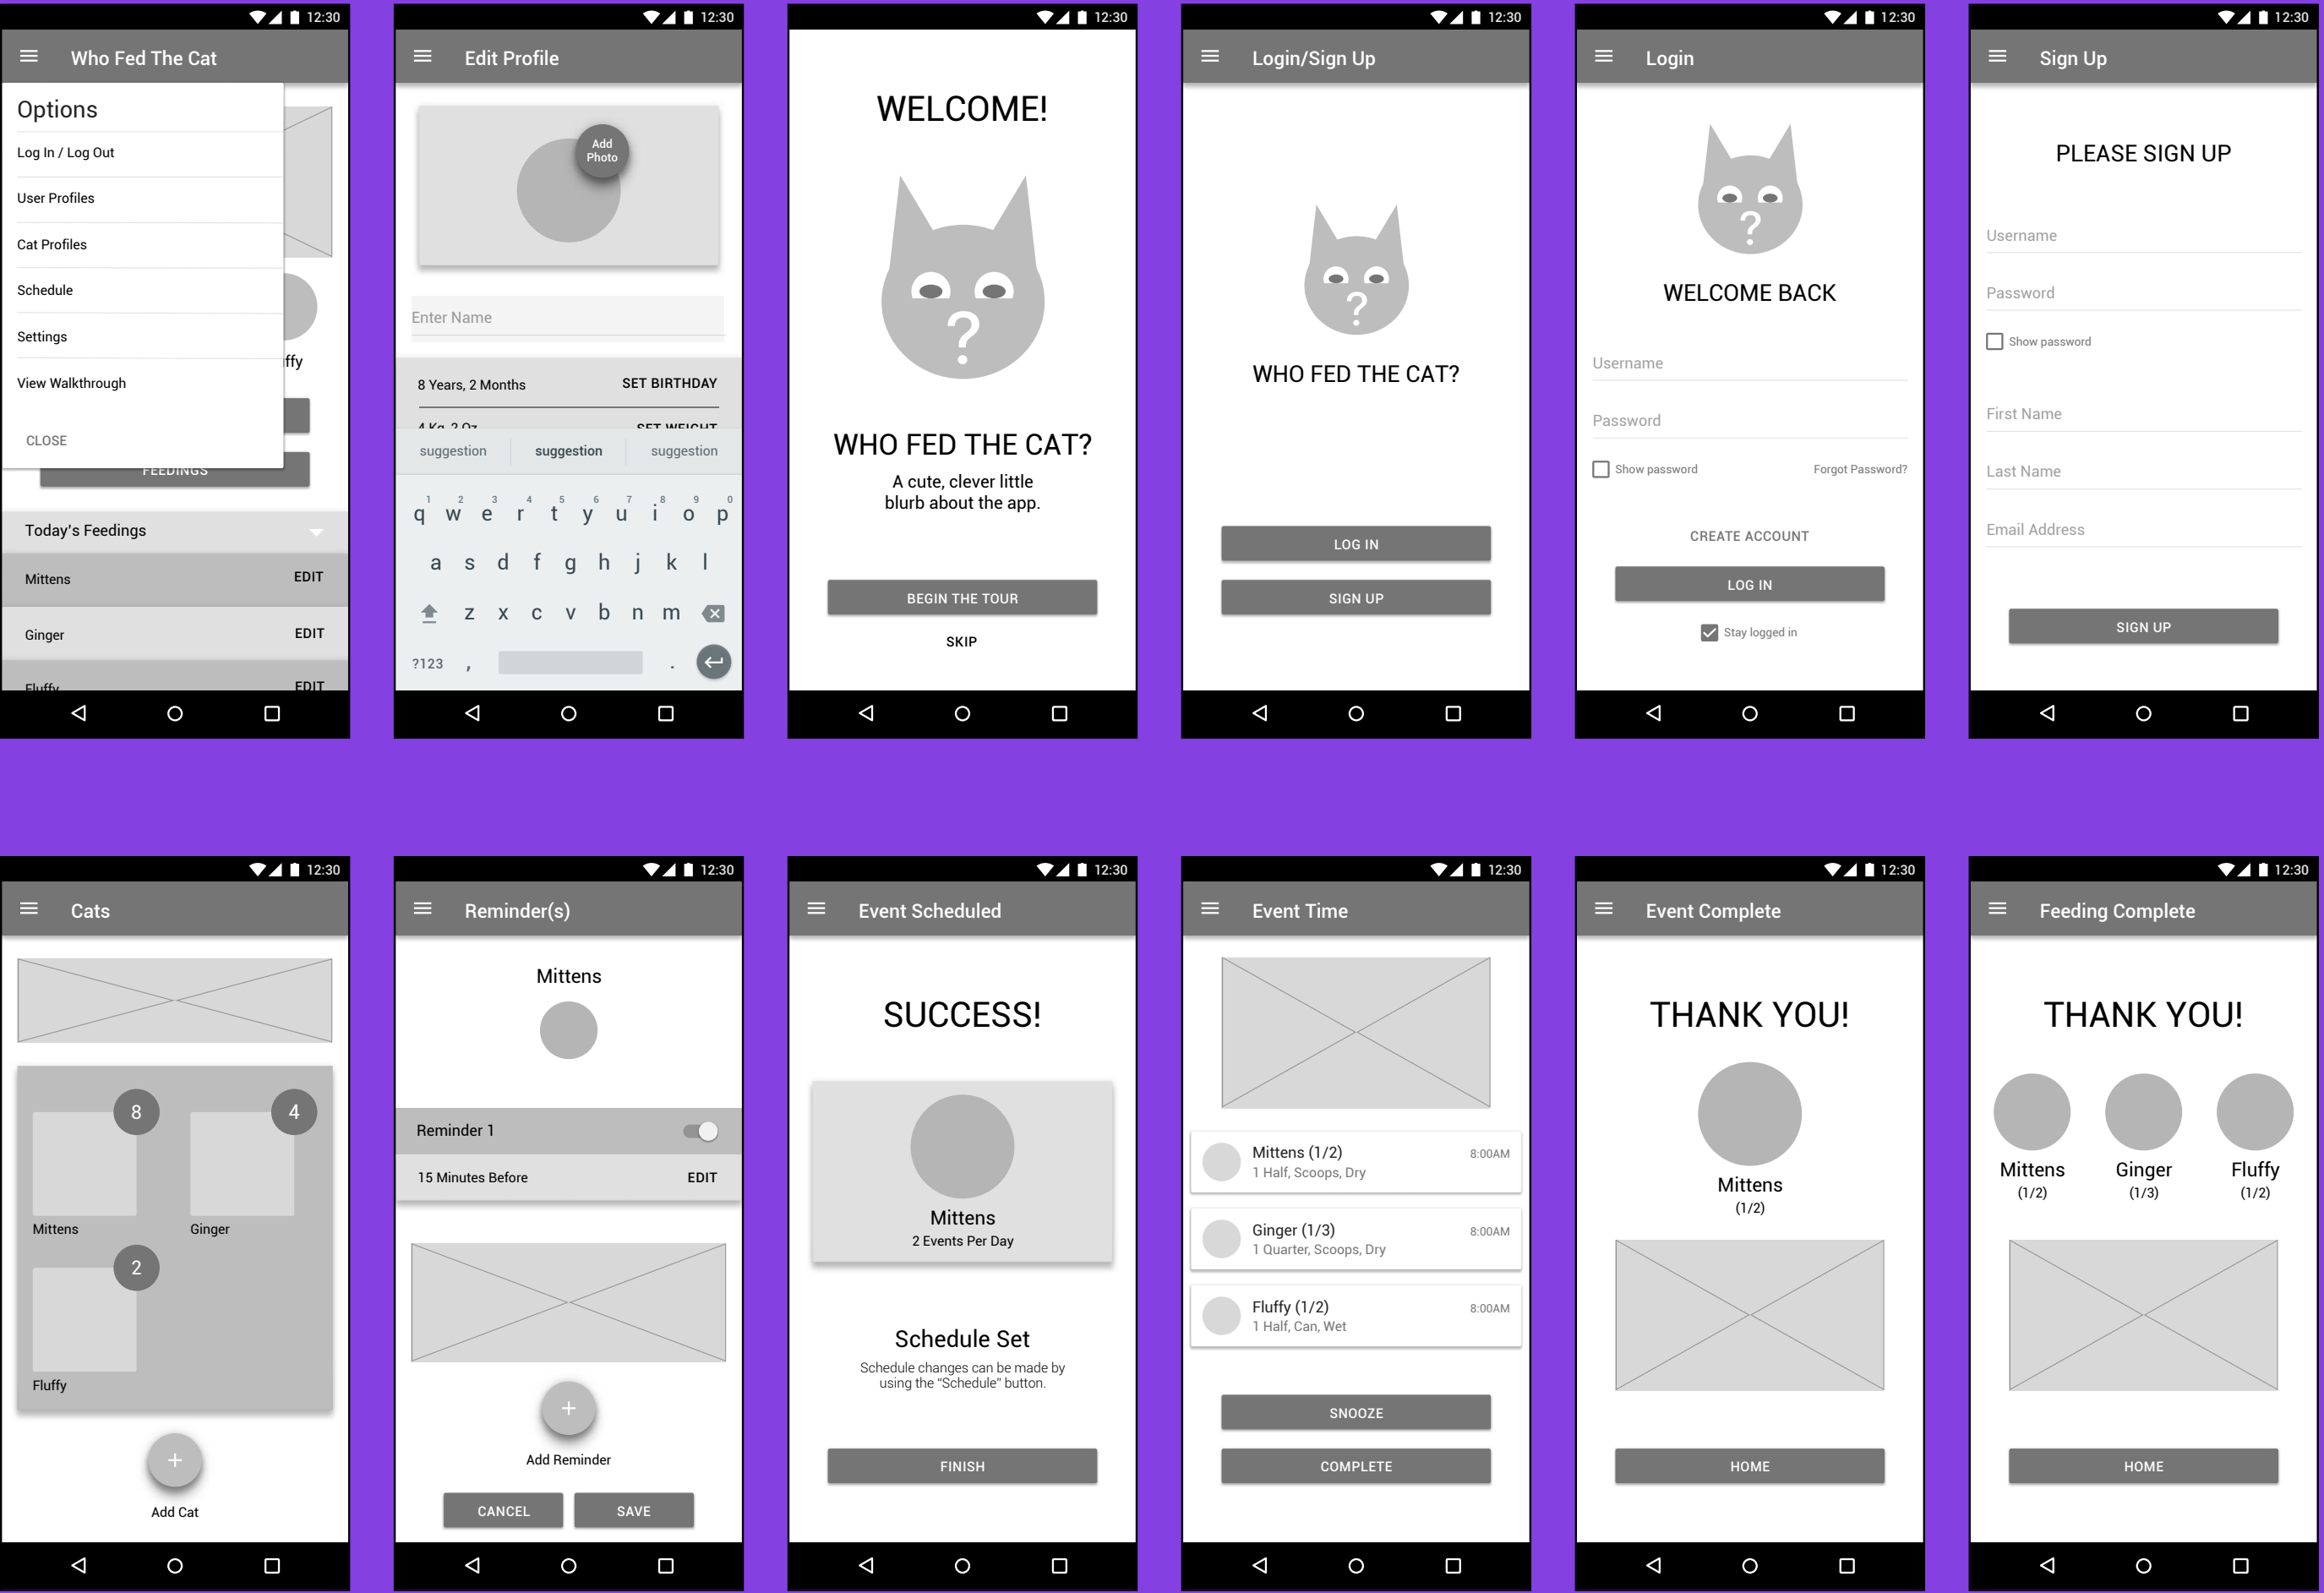 12:30
Who Fed The Cat
Options
Log In / Log Out
User Profiles
Cat Profiles
Schedule
Settings
View Walkthrough
CLOSE
ffy
FEEDINGS
Today's Feedings
Mittens EDIT
Ginger EDIT
Fluffy EDIT
12:30
Edit Profile
Add
Photo
Enter Name
8 Years, 2 Months SET BIRTHDAY
4 Kg, 2 Oz SET WEIGHT
suggestion suggestion suggestion
1 2 3 4 5 6 7 8 9 0
q w e r t y u i o p
a s d f g h j k l
z x c v b n m
?123 , .
12:30
WELCOME!
?
WHO FED THE CAT?
A cute, clever little
blurb about the app.
BEGIN THE TOUR
SKIP
12:30
Login/Sign Up
?
WHO FED THE CAT?
LOG IN
SIGN UP
12:30
Login
?
WELCOME BACK
Username
Password
Show password Forgot Password?
CREATE ACCOUNT
LOG IN
Stay logged in
12:30
Sign Up
PLEASE SIGN UP
Username
Password
Show password
First Name
Last Name
Email Address
SIGN UP
12:30
Cats
8 4
Mittens Ginger
2
Fluffy
+
Add Cat
12:30
Reminder(s)
Mittens
Reminder 1
15 Minutes Before EDIT
+
Add Reminder
CANCEL SAVE
12:30
Event Scheduled
SUCCESS!
Mittens
2 Events Per Day
Schedule Set
Schedule changes can be made by
using the “Schedule” button.
FINISH
12:30
Event Time
Mittens (1/2) 8:00AM
1 Half, Scoops, Dry
Ginger (1/3) 8:00AM
1 Quarter, Scoops, Dry
Fluffy (1/2) 8:00AM
1 Half, Can, Wet
SNOOZE
COMPLETE
12:30
Event Complete
THANK YOU!
Mittens
(1/2)
HOME
12:30
Feeding Complete
THANK YOU!
Mittens Ginger Fluffy
(1/2) (1/3) (1/2)
HOME